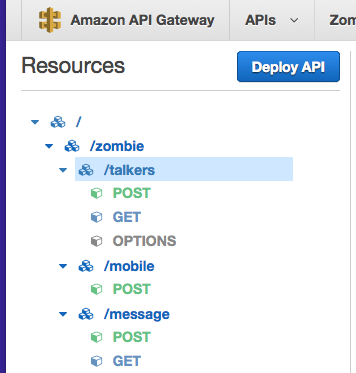 Amazon API Gateway APIs Zom
Resources Deploy API
/
/zombie
/talkers
POST
GET
OPTIONS
/mobile
POST
/message
POST
GET